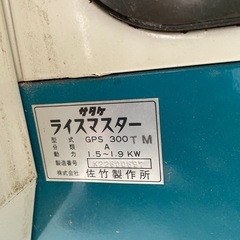 サタケ
ライスマスター
型式 GPS 300TM
分類 A
動力 1.5~1.9 KW
製造番号
株式会社 佐竹製作所